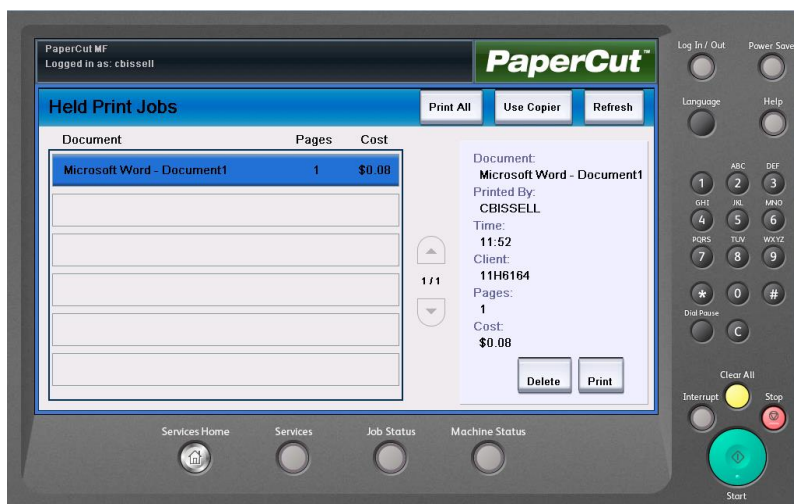 PaperCut MF
Logged in as: cbissell
PaperCut™
Held Print Jobs
Print All
Use Copier
Refresh
Document Pages Cost
Microsoft Word - Document1 1 $0.08
1 / 1
Document:
Microsoft Word - Document1
Printed By:
CBISSELL
Time:
11:52
Client:
11H6164
Pages:
1
Cost:
$0.08
Delete
Print
Services Home
Services
Job Status
Machine Status
Log In / Out
Power Save
Language
Help
ABC DEF
1 2 3
GHI JKL MNO
4 5 6
PQRS TUV WXYZ
7 8 9
* 0 #
Dial Pause
C
Clear All
Interrupt
Stop
Start